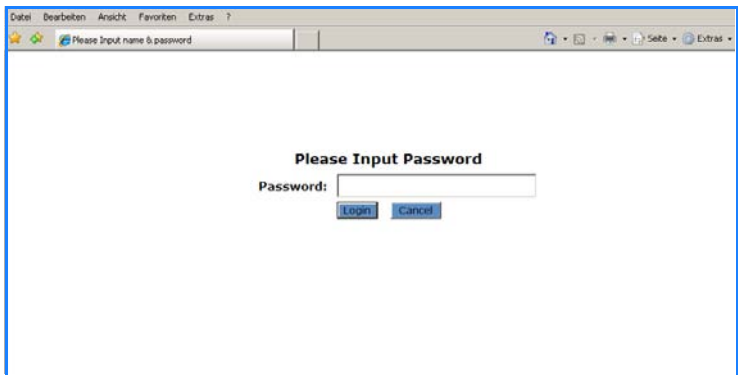 Datei Bearbeiten Ansicht Favoriten Extras ?
Please Input name & password Seite Extras
Please Input Password
Password:
Login Cancel